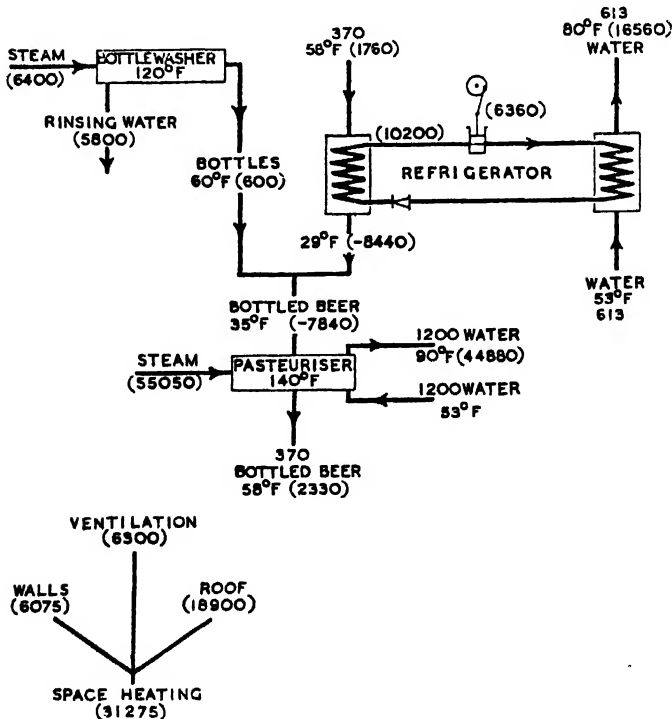 STEAM
(6400)
BOTTLEWASHER
120°F
RINSING WATER
(5800)
BOTTLES
60°F (600)
370
58°F (1760)
613
80°F (16560)
WATER
(6360)
(10200)
REFRIGERATOR
29°F (-8440)
WATER
53°F
613
BOTTLED BEER
35°F (-7840)
STEAM
(55050)
PASTEURISER
140°F
1200 WATER
90°F (44880)
1200 WATER
53°F
370
BOTTLED BEER
58°F (2330)
VENTILATION
(6300)
WALLS
(6075)
ROOF
(18900)
SPACE HEATING
(31275)